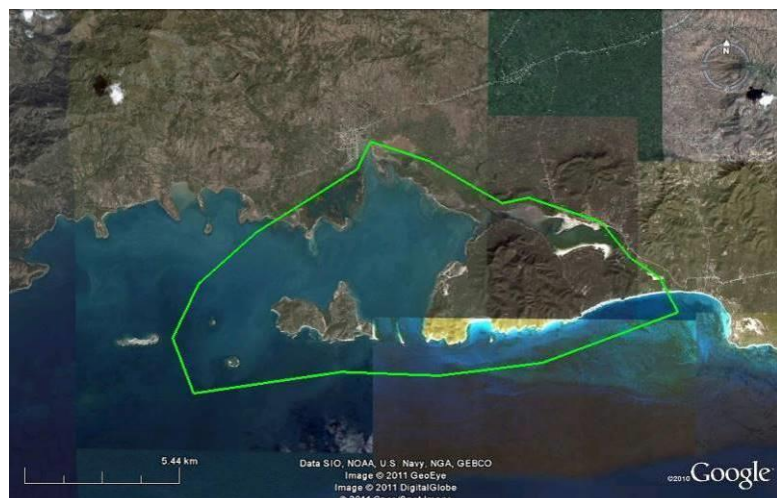 N
5.44 km
Data SIO, NOAA, U.S. Navy, NGA, GEBCO
Image © 2011 GeoEye
Image © 2011 DigitalGlobe
©2010 Google